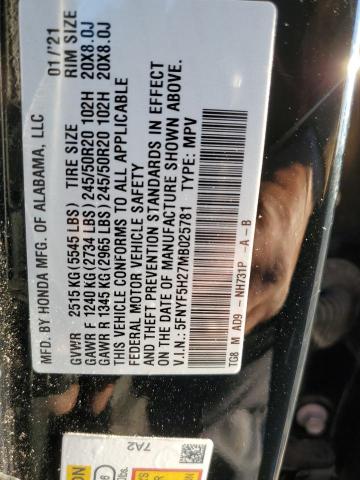 MFD. BY HONDA MFG. OF ALABAMA, LLC 01/'21
TIRE SIZE RIM SIZE
GVWR 2515 KG (5545 LBS)
GAWR F 1240 KG (2734 LBS) 245/50R20 102H 20X8.0J
GAWR R 1345 KG (2965 LBS) 245/50R20 102H 20X8.0J
THIS VEHICLE CONFORMS TO ALL APPLICABLE
FEDERAL MOTOR VEHICLE SAFETY
AND THEFT PREVENTION STANDARDS IN EFFECT
ON THE DATE OF MANUFACTURE SHOWN ABOVE.
V.I.N.: 5FNYF5H27MB025781 TYPE: MPV
TG8 M A09 -NH731P -A -B
7A2